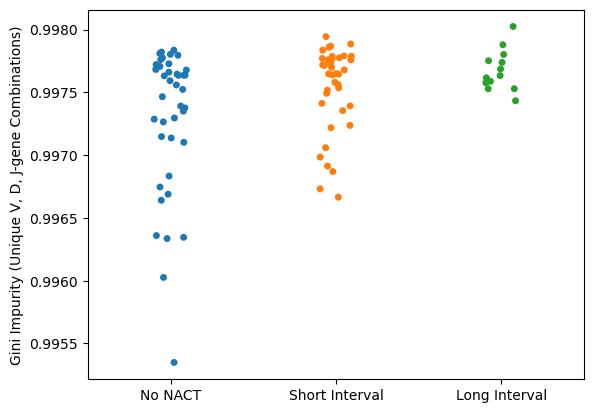 Gini Impurity (Unique V, D, J-gene Combinations)
0.9980
0.9975
0.9970
0.9965
0.9960
0.9955
No NACT
Short Interval
Long Interval